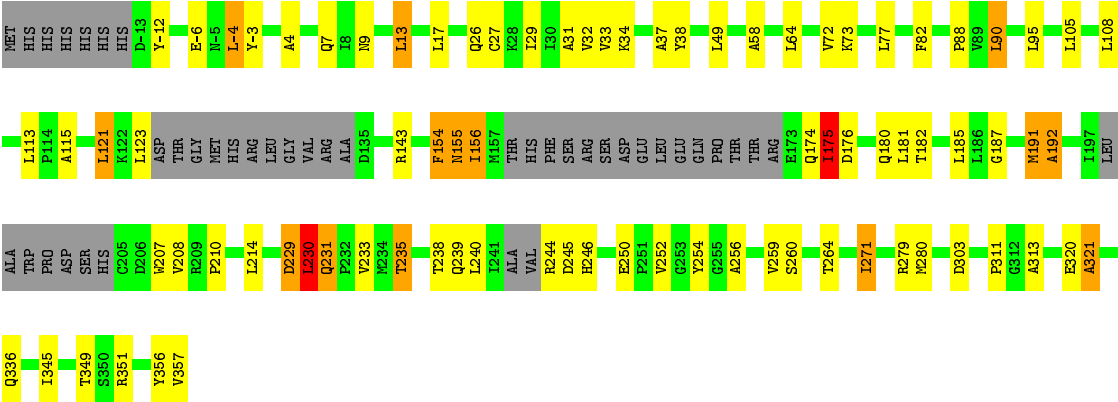 MET HIS HIS HIS HIS HIS HIS D-13 Y-12 E-6 N-5 L-4 Y-3 A4 Q7 I8 N9 L13 L17 Q26 C27 K28 I29 I30 A31 V32 V33 K34 A37 Y38 L49 A58 L64 V72 K73 L77 F82 P88 V89 L90 L95 L105 L108
L113 P114 A115 L121 K122 L123 ASP THR GLY MET HIS ARG LEU GLY VAL ARG ALA D135 R143 F154 N155 I156 M157 THR HIS PHE SER ARG SER ASP GLU LEU GLU GLN PRO THR THR ARG E173 Q174 I175 D176 Q180 L181 T182 L185 L186 G187 M191 A192 I197 LEU
ALA TRP PRO ASP SER HIS C205 D206 W207 V208 R209 P210 L214 D229 L230 Q231 P232 V233 M234 T235 T238 Q239 L240 I241 ALA VAL R244 D245 H246 E250 P251 V252 G253 Y254 G255 A256 V259 S260 T264 I271 R279 M280 D303 P311 G312 A313 E320 A321
Q336 I345 T349 S350 R351 Y356 V357